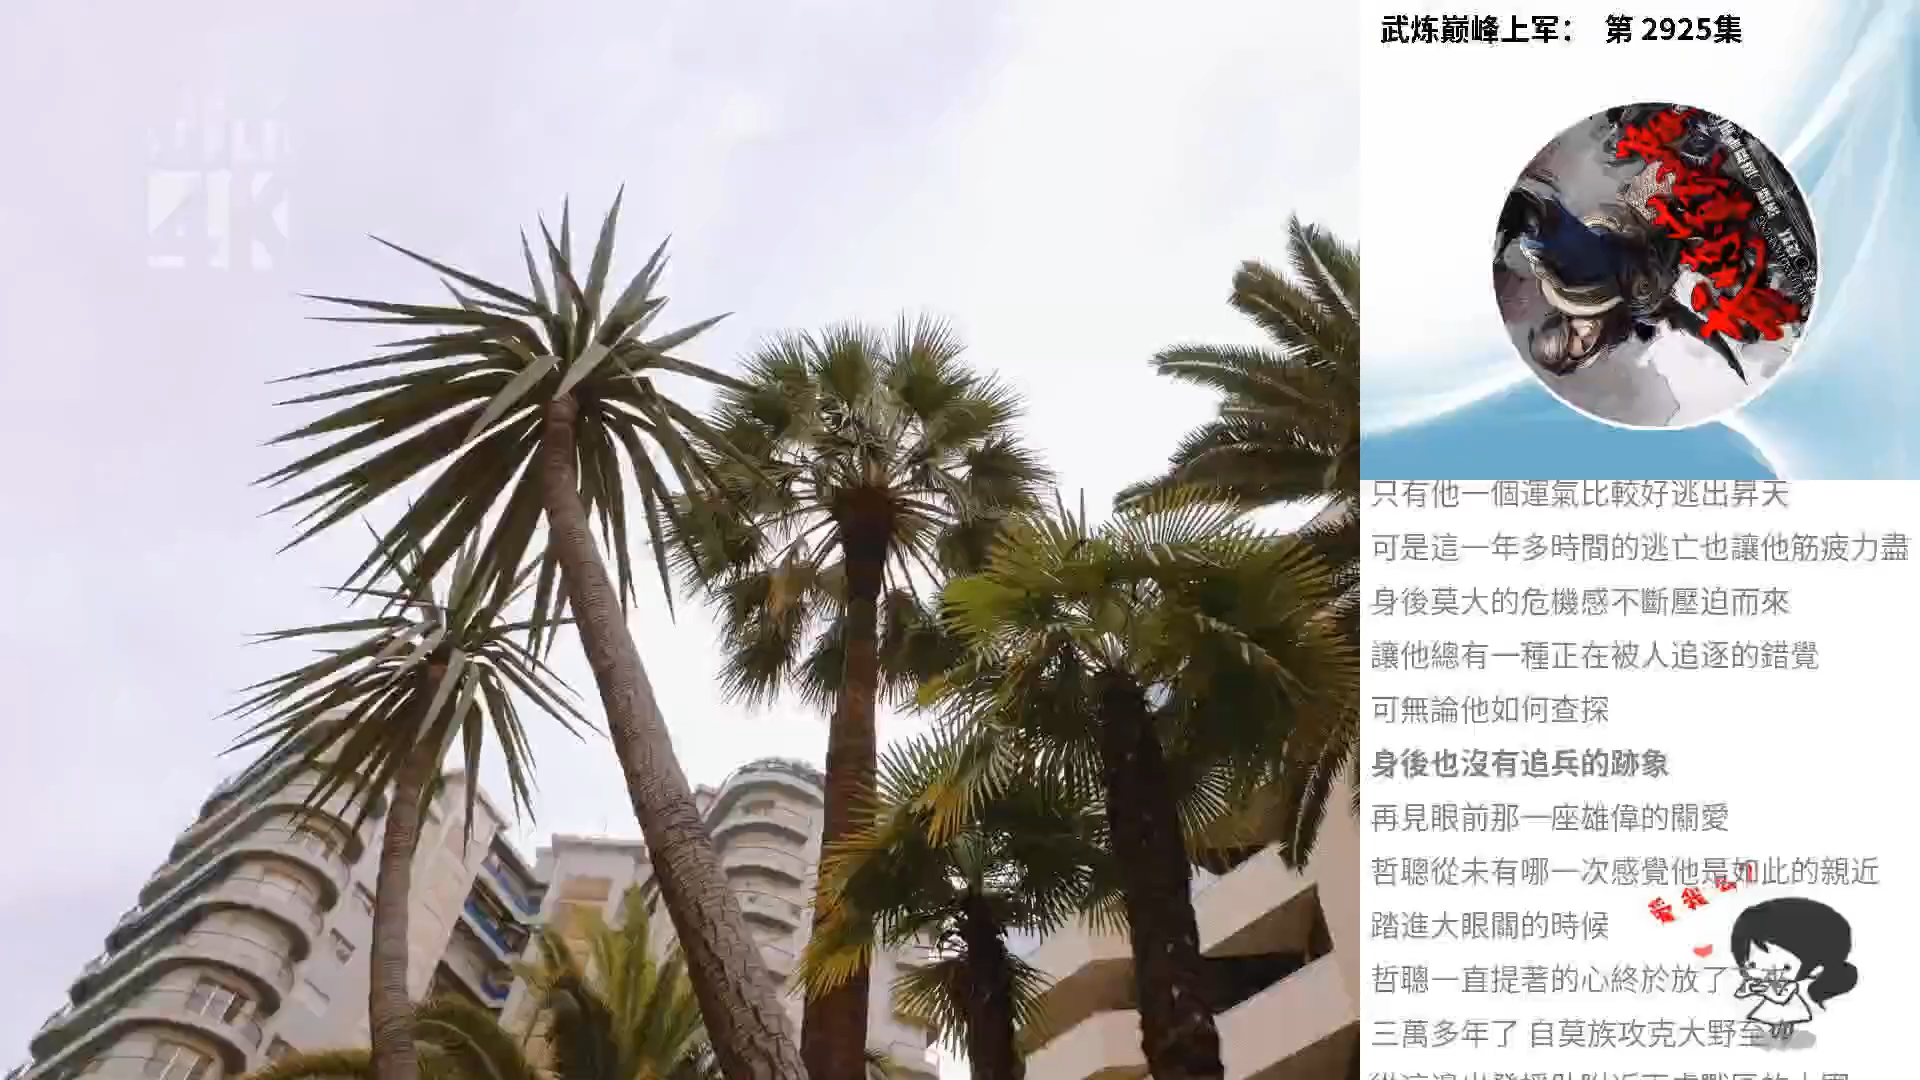 4K
武炼巅峰上军： 第 2925集
只有他一個運氣比較好逃出昇天
可是這一年多時間的逃亡也讓他筋疲力盡
身後莫大的危機感不斷壓迫而來
讓他總有一種正在被人追逐的錯覺
可無論他如何查探
身後也沒有追兵的跡象
再見眼前那一座雄偉的關愛
哲聰從未有哪一次感覺他是如此的親近
踏進大眼關的時候
哲聰一直提著的心終於放了下來
三萬多年了 自莫族攻克大野至